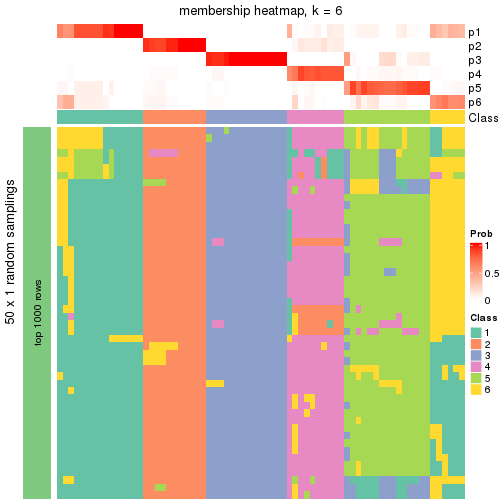 membership heatmap, k = 6
p1
p2
p3
p4
p5
p6
Class
50 x 1 random samplings
top 1000 rows
Prob
1
0.5
0
Class
1
2
3
4
5
6